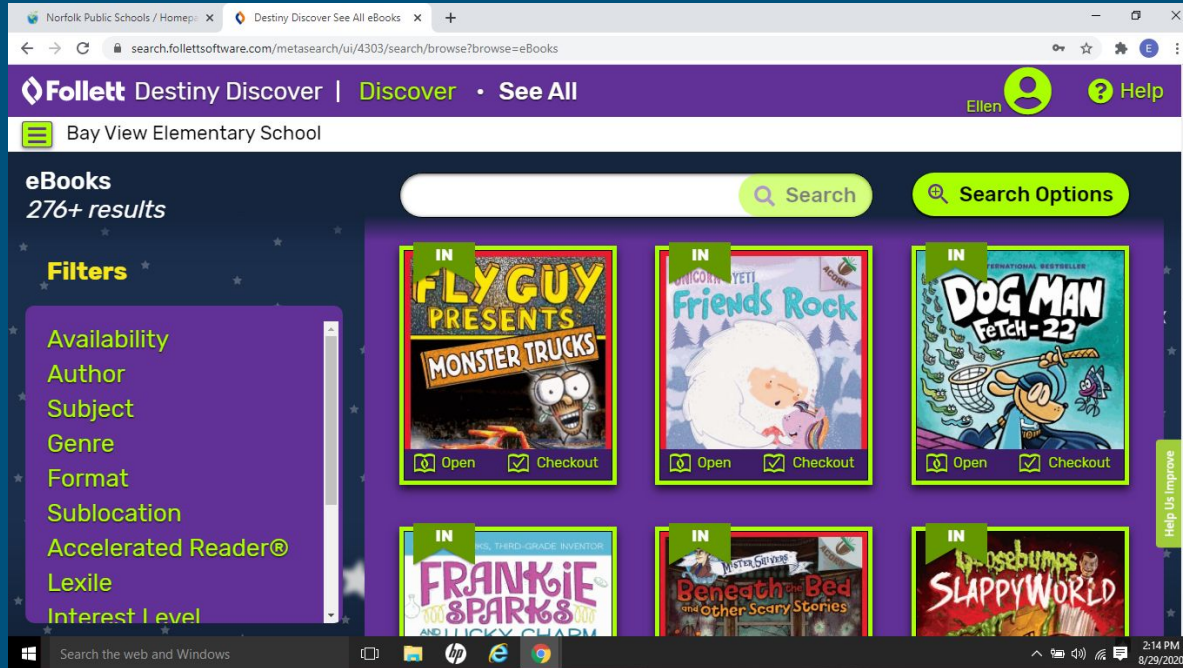 Norfolk Public Schools / Homepa
Destiny Discover See All eBooks
search.follettsoftware.com/metasearch/ui/4303/search/browse?browse=eBooks
E
Follett Destiny Discover | Discover • See All
Ellen
? Help
Bay View Elementary School
eBooks
276+ results
Search
Search Options
Filters
Availability
Author
Subject
Genre
Format
Sublocation
Accelerated Reader®
Lexile
Interest Level
IN
FLY GUY
PRESENTS
MONSTER TRUCKS
Open
Checkout
IN
YETI
ACORN
Friends Rock
Open
Checkout
IN
INTERNATIONAL BESTSELLER
DOG MAN
FETCH-22
Open
Checkout
Help Us Improve
IN
THIRD-GRADE INVENTOR
FRANKIE
SPARKS
AND LUCKY CHARM
IN
MISTER SHIVERS
ACORN
Beneath the Bed
and Other Scary Stories
IN
Goosebumps
SLAPPYWORLD
Search the web and Windows
hp
2:14 PM
8/29/2020